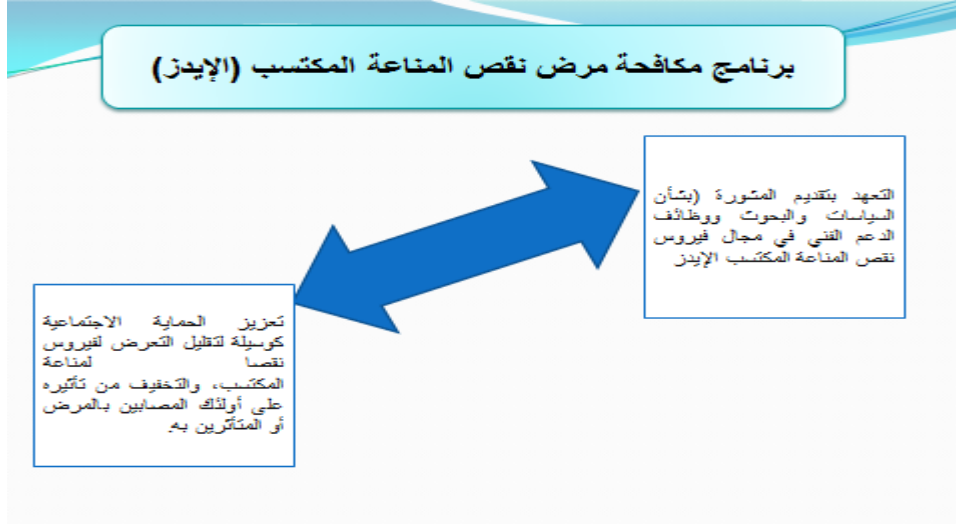 برنامج مكافحة مرض نقص المناعة المكتسب (الإيدز)
التعهد بتقديم المشورة (بشأن
السياسات والبحوث ووظائف
الدعم الفني في مجال فيروس
نقص المناعة المكتسب الإيدز
تعزيز الحماية الاجتماعية
كوسيلة لتقليل التعرض لفيروس
نقصا لمناعة
المكتسب، والتخفيف من تأثيره
على أولئك المصابين بالمرض
أو المتأثرين به.